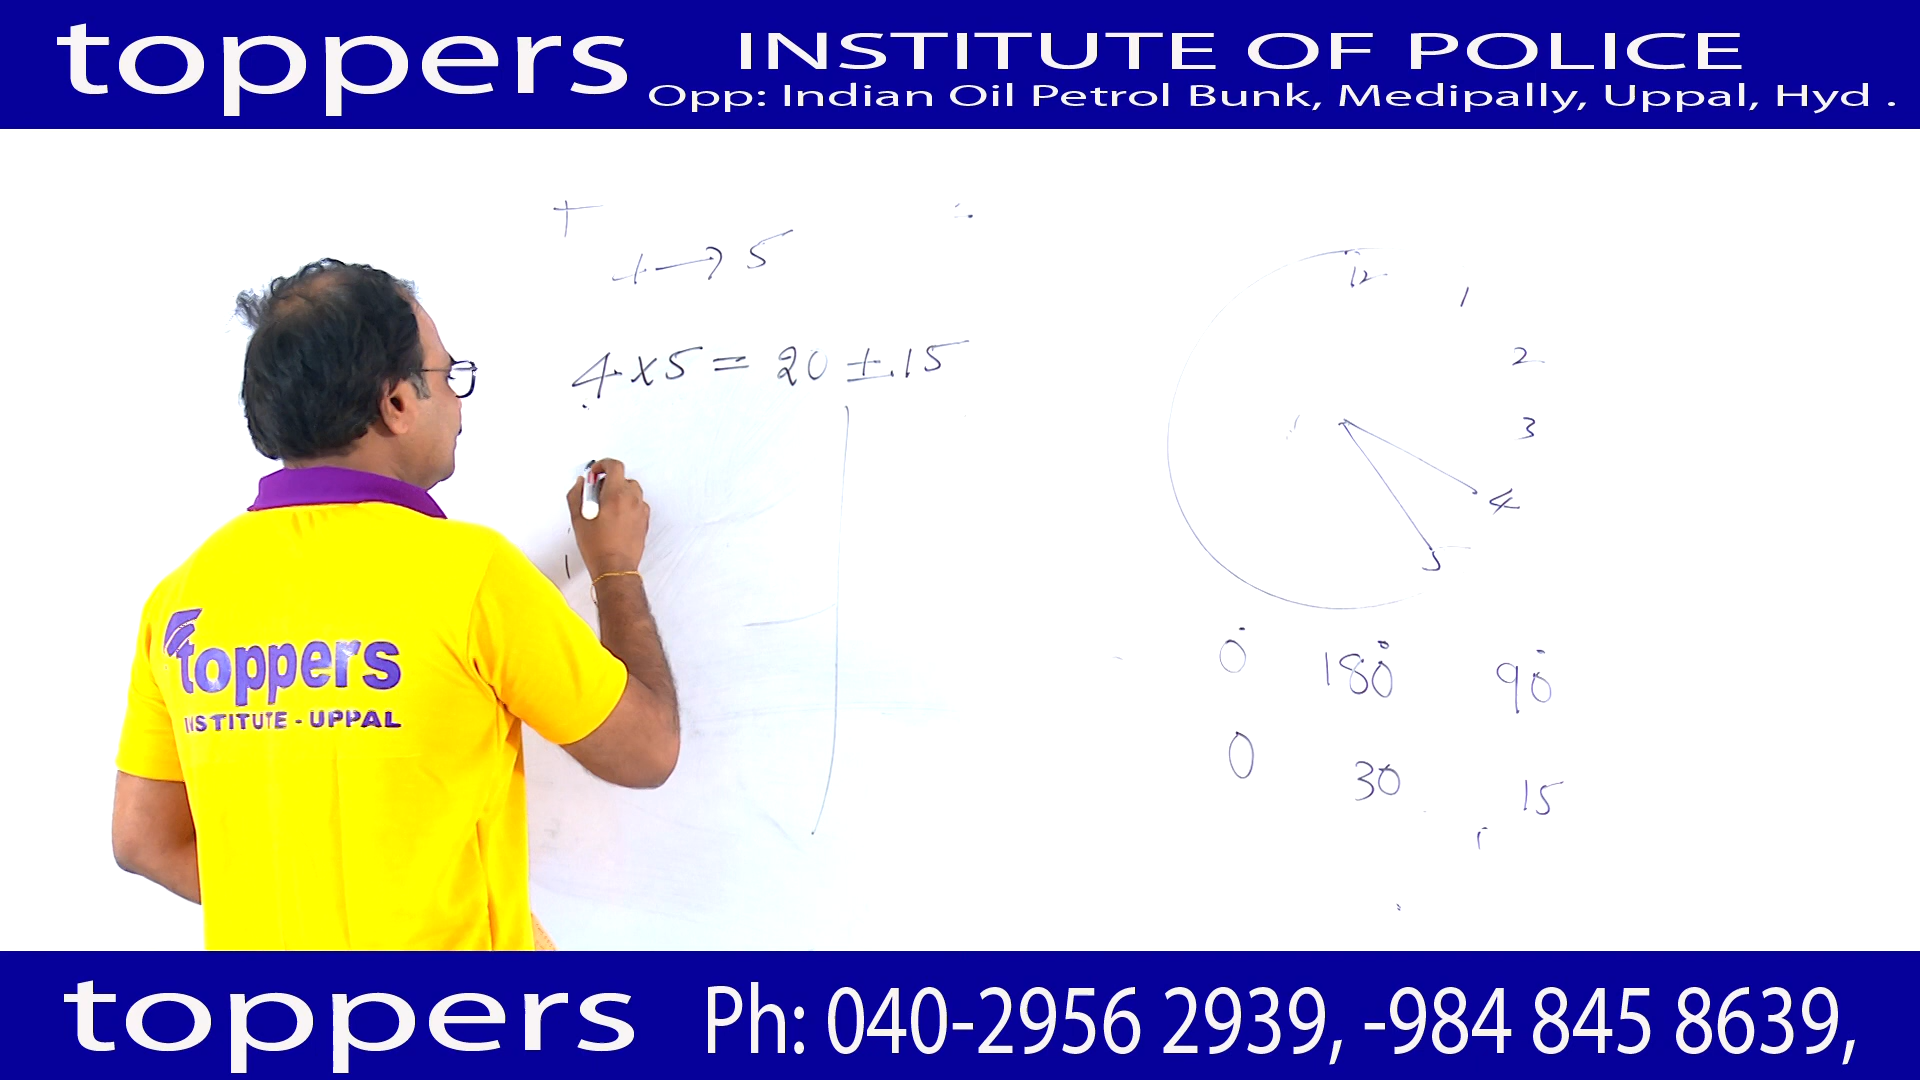 toppers
INSTITUTE OF POLICE
Opp: Indian Oil Petrol Bunk, Medipally, Uppal, Hyd .
→ 5
4 x 5 = 20 ± 15
12
1
2
3
4
5
0° 180° 90°
0 30 15
toppers
INSTITUTE - UPPAL
toppers
Ph: 040-2956 2939, -984 845 8639,